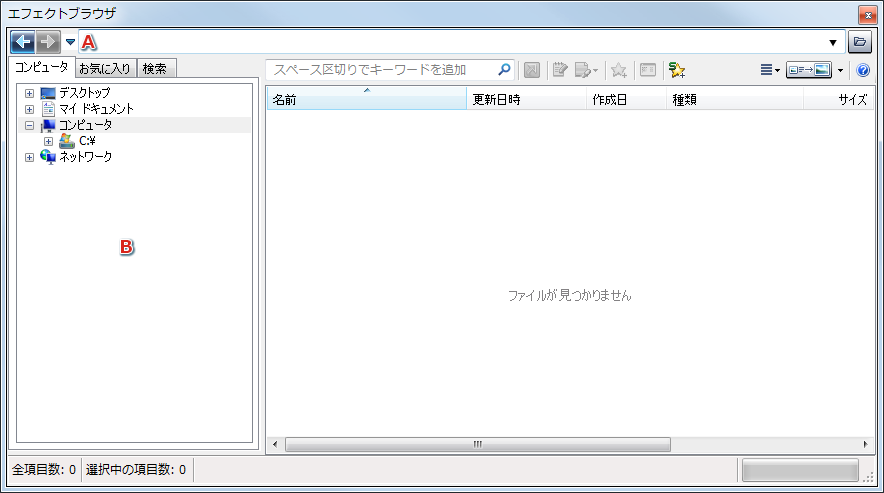 エフェクトブラウザ
A
コンピュータ お気に入り 検索
スペース区切りでキーワードを追加
名前 更新日時 作成日 種類 サイズ
デスクトップ
マイ ドキュメント
コンピュータ
C:¥
ネットワーク
B
ファイルが見つかりません
全項目数: 0 選択中の項目数: 0